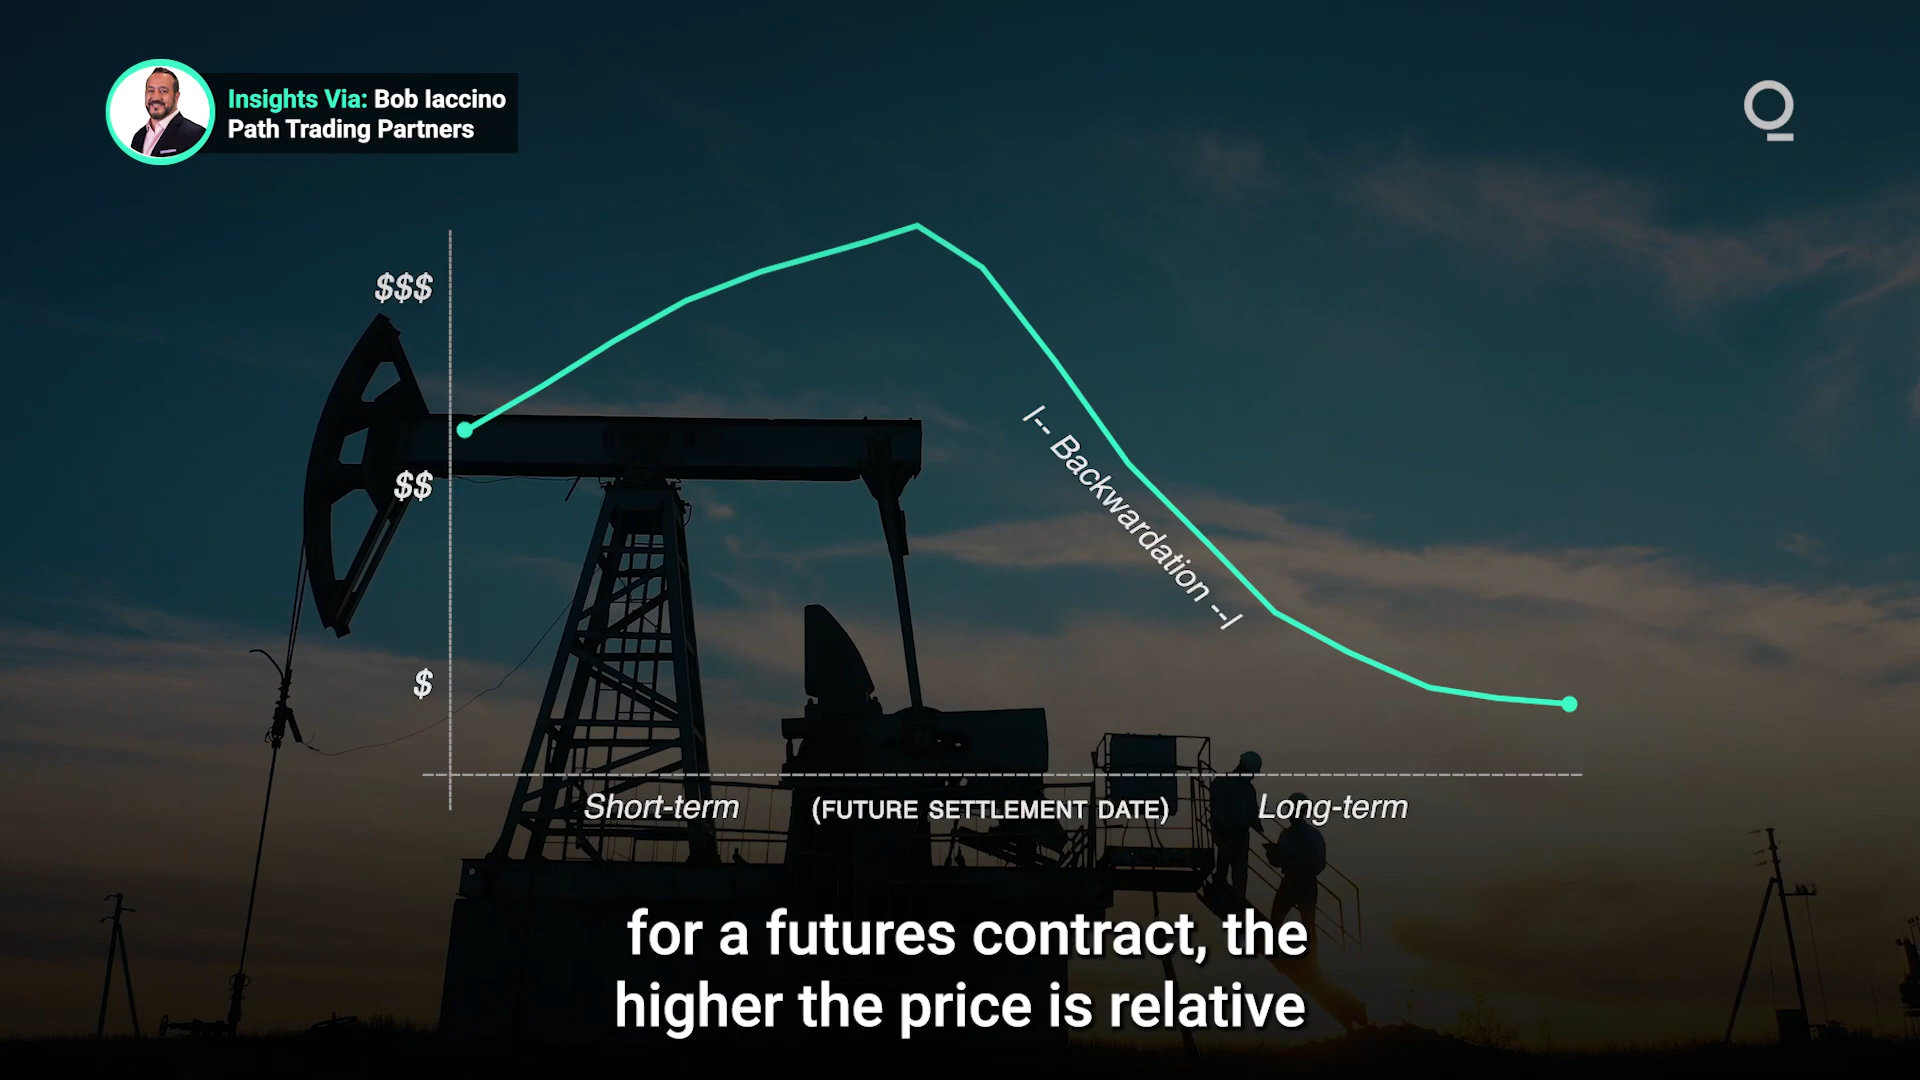 Insights Via: Bob Iaccino
Path Trading Partners
$$$
$$
$
|-- Backwardation --|
Short-term (FUTURE SETTLEMENT DATE) Long-term
for a futures contract, the
higher the price is relative